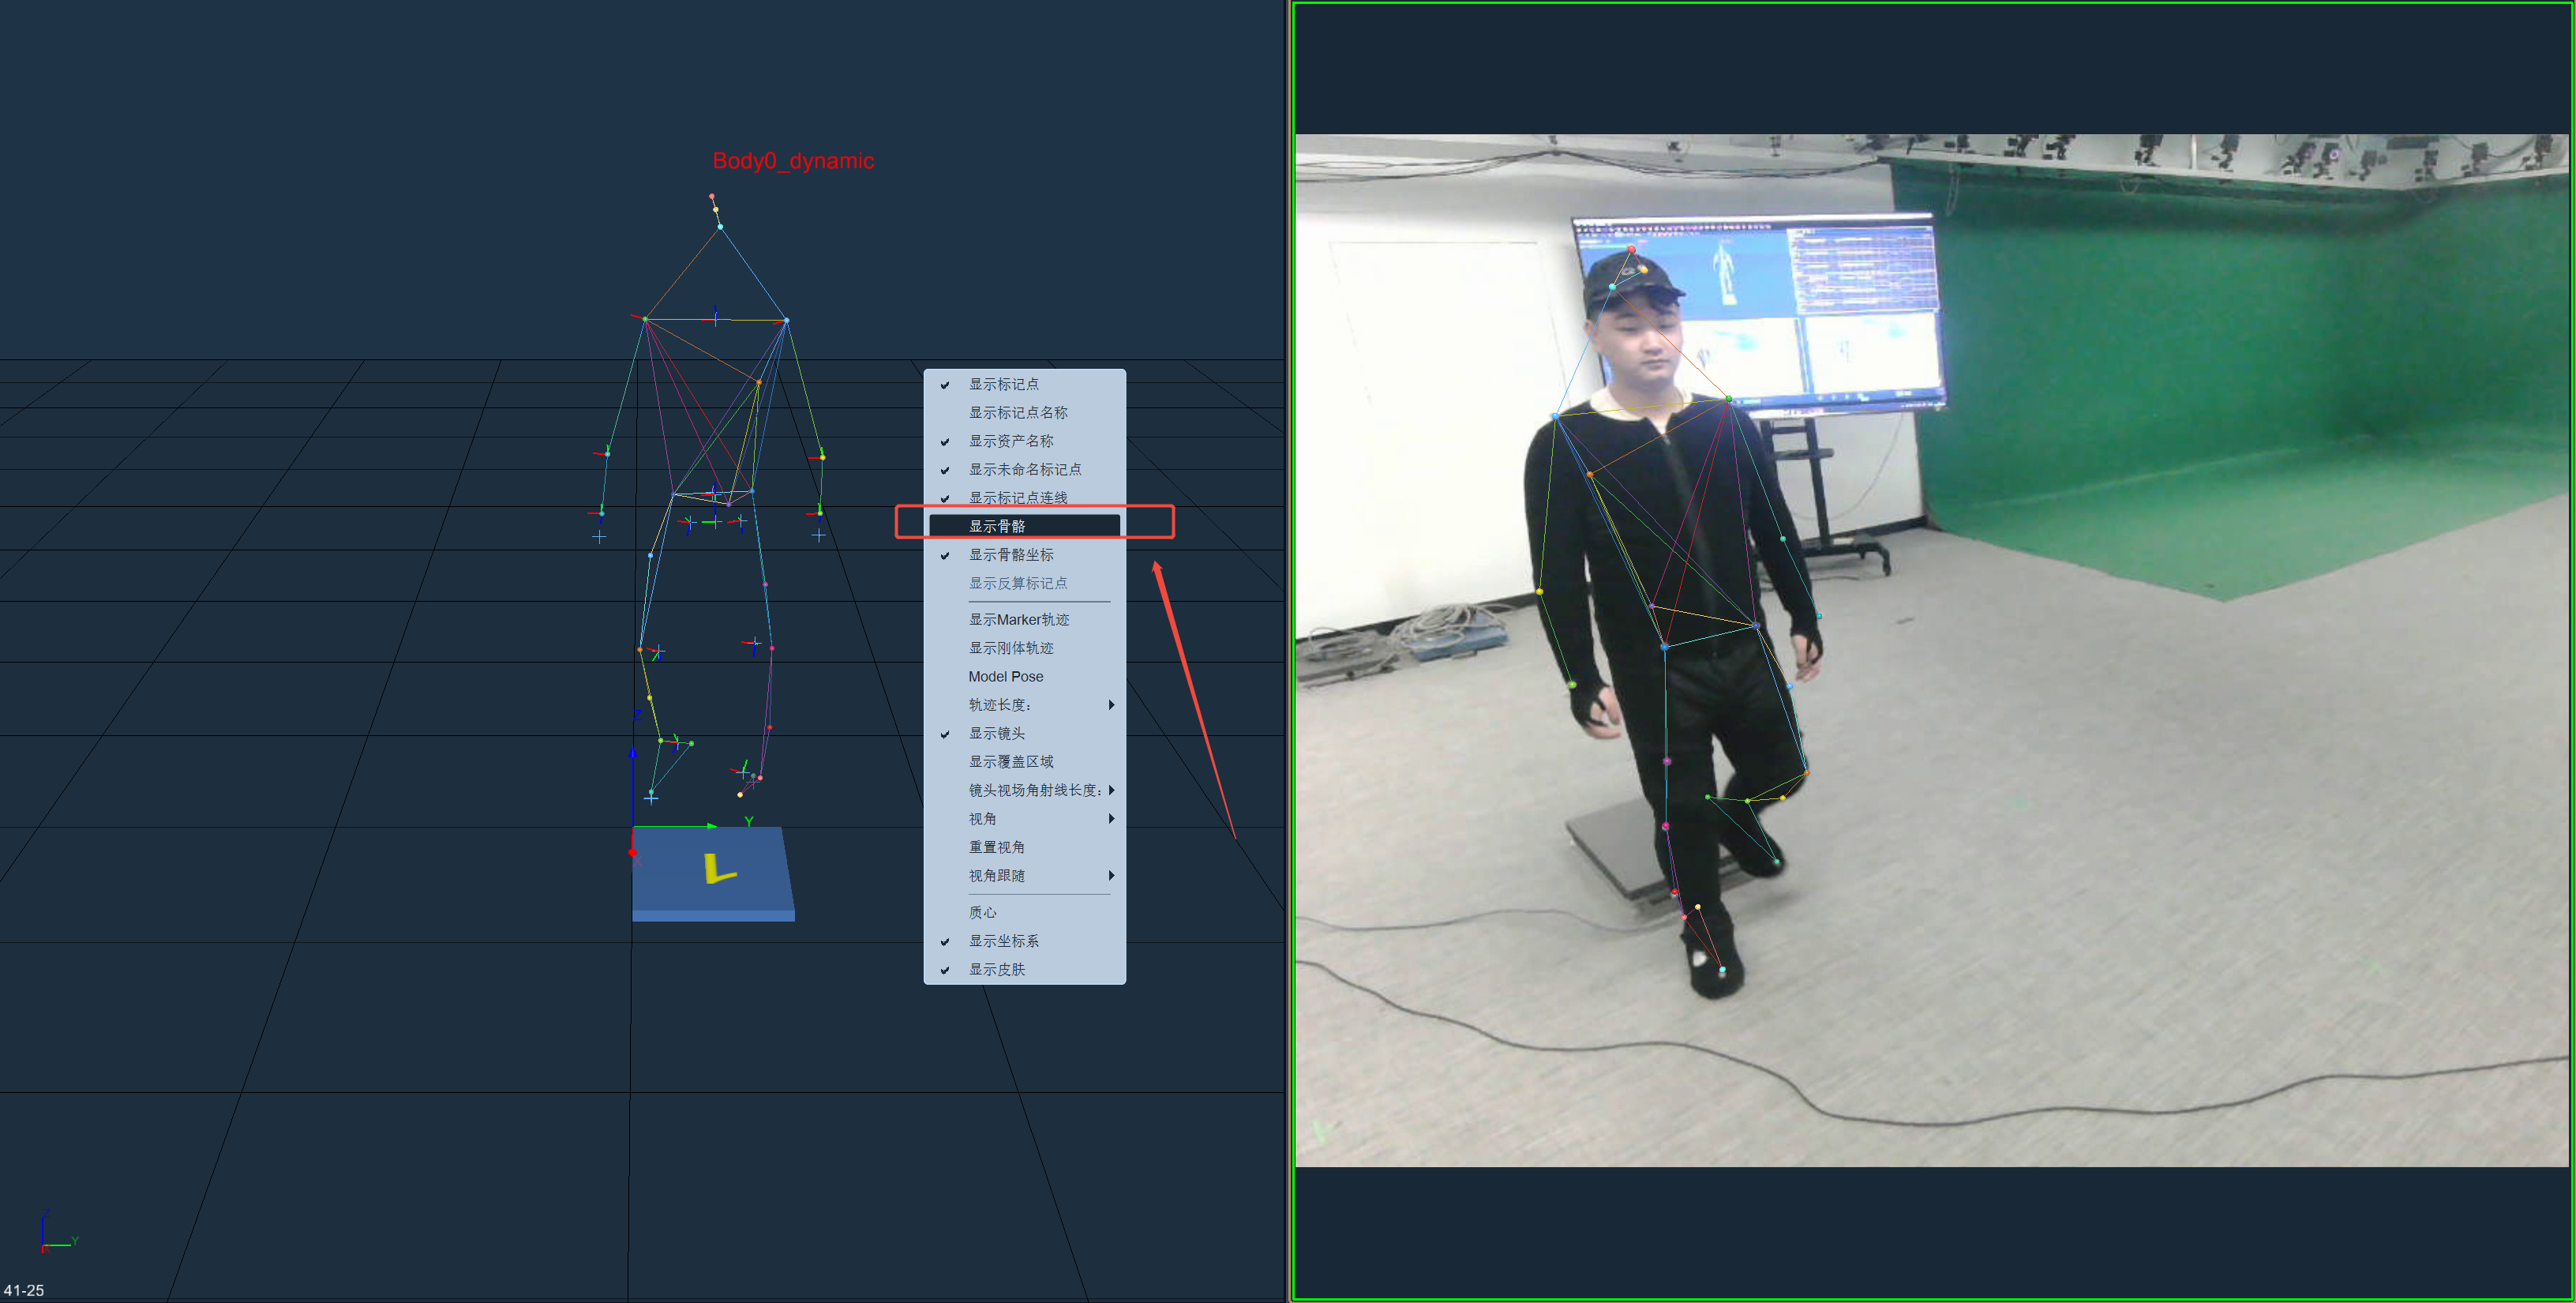 Body0_dynamic
显示标记点
显示标记点名称
显示资产名称
显示未命名标记点
显示标记点连线
显示骨骼
显示骨骼坐标
显示反算标记点
显示Marker轨迹
显示刚体轨迹
Model Pose
轨迹长度:
显示镜头
显示覆盖区域
镜头视场角射线长度:
视角
重置视角
视角跟随
质心
显示坐标系
显示皮肤
Z
Y
X
L
Z
Y
X
41-25